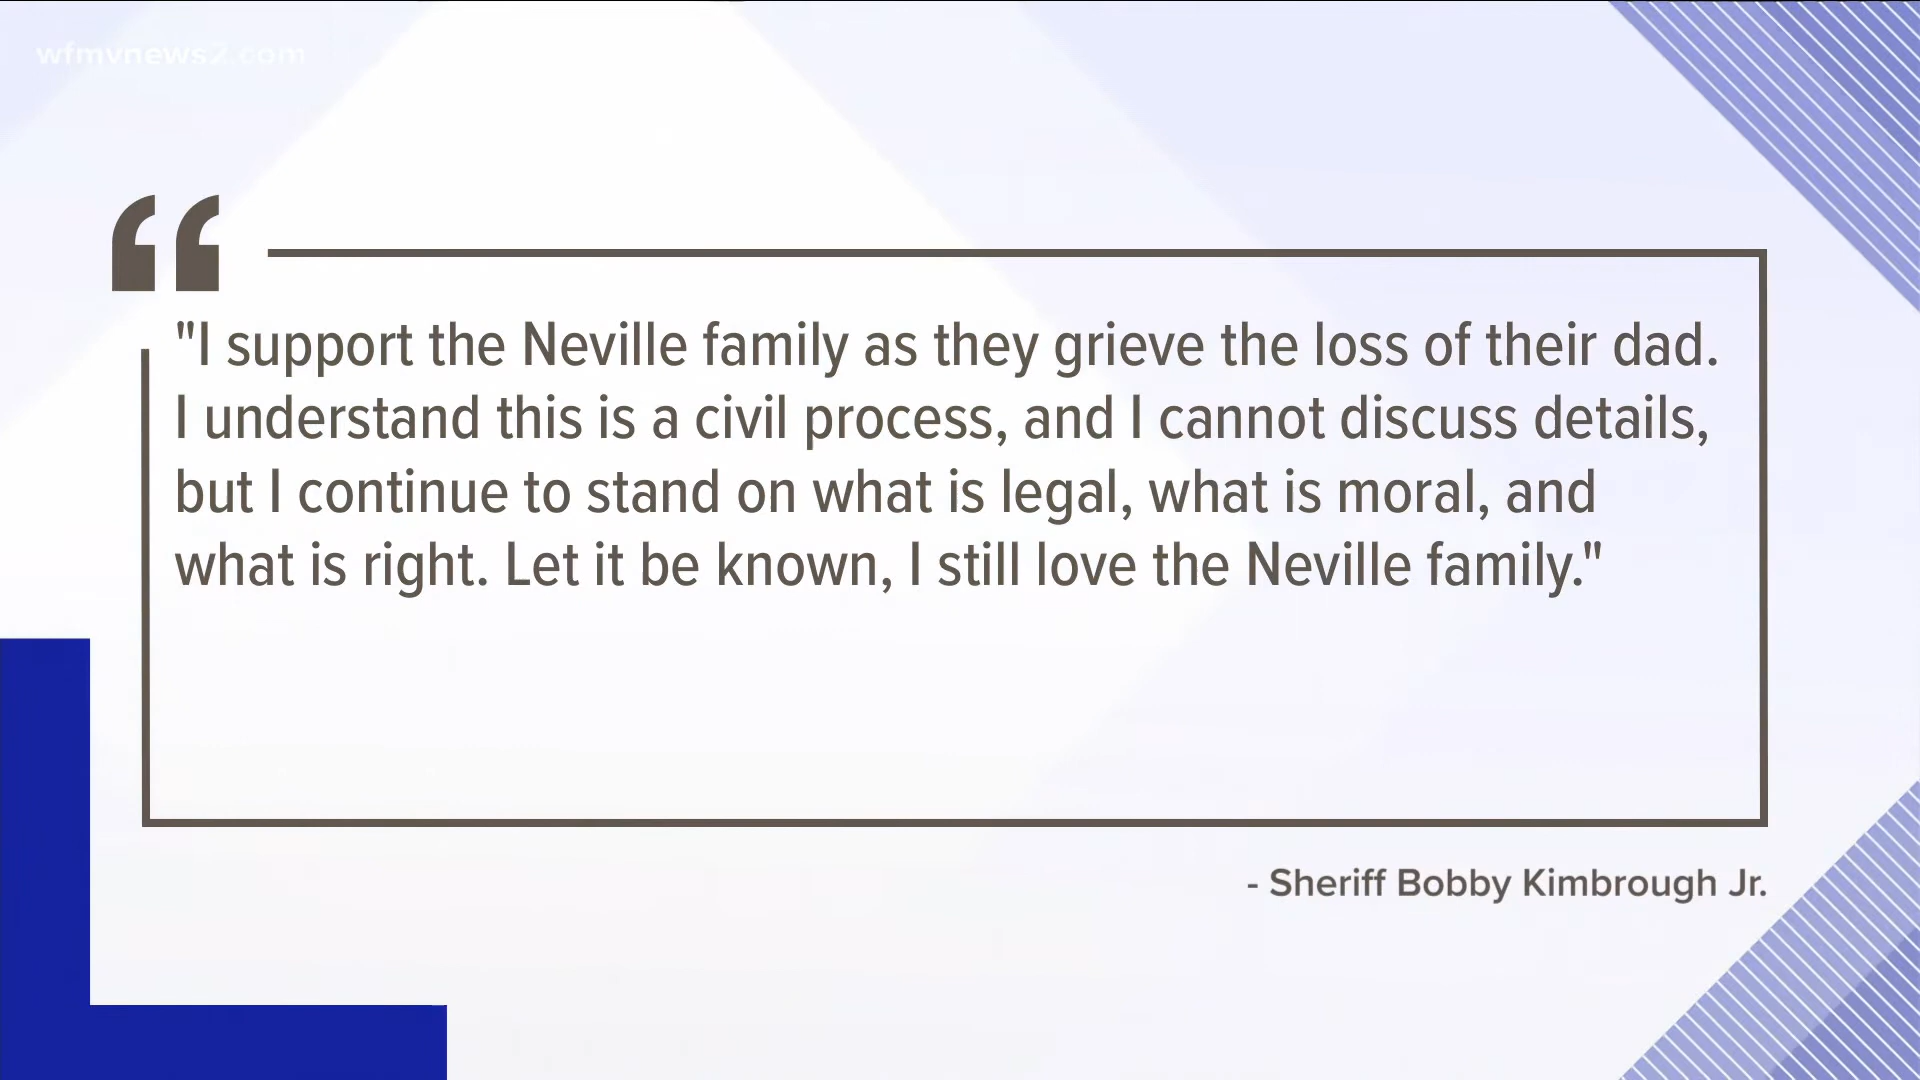 wfmynews2.com
"I support the Neville family as they grieve the loss of their dad.
I understand this is a civil process, and I cannot discuss details,
but I continue to stand on what is legal, what is moral, and
what is right. Let it be known, I still love the Neville family."
- Sheriff Bobby Kimbrough Jr.